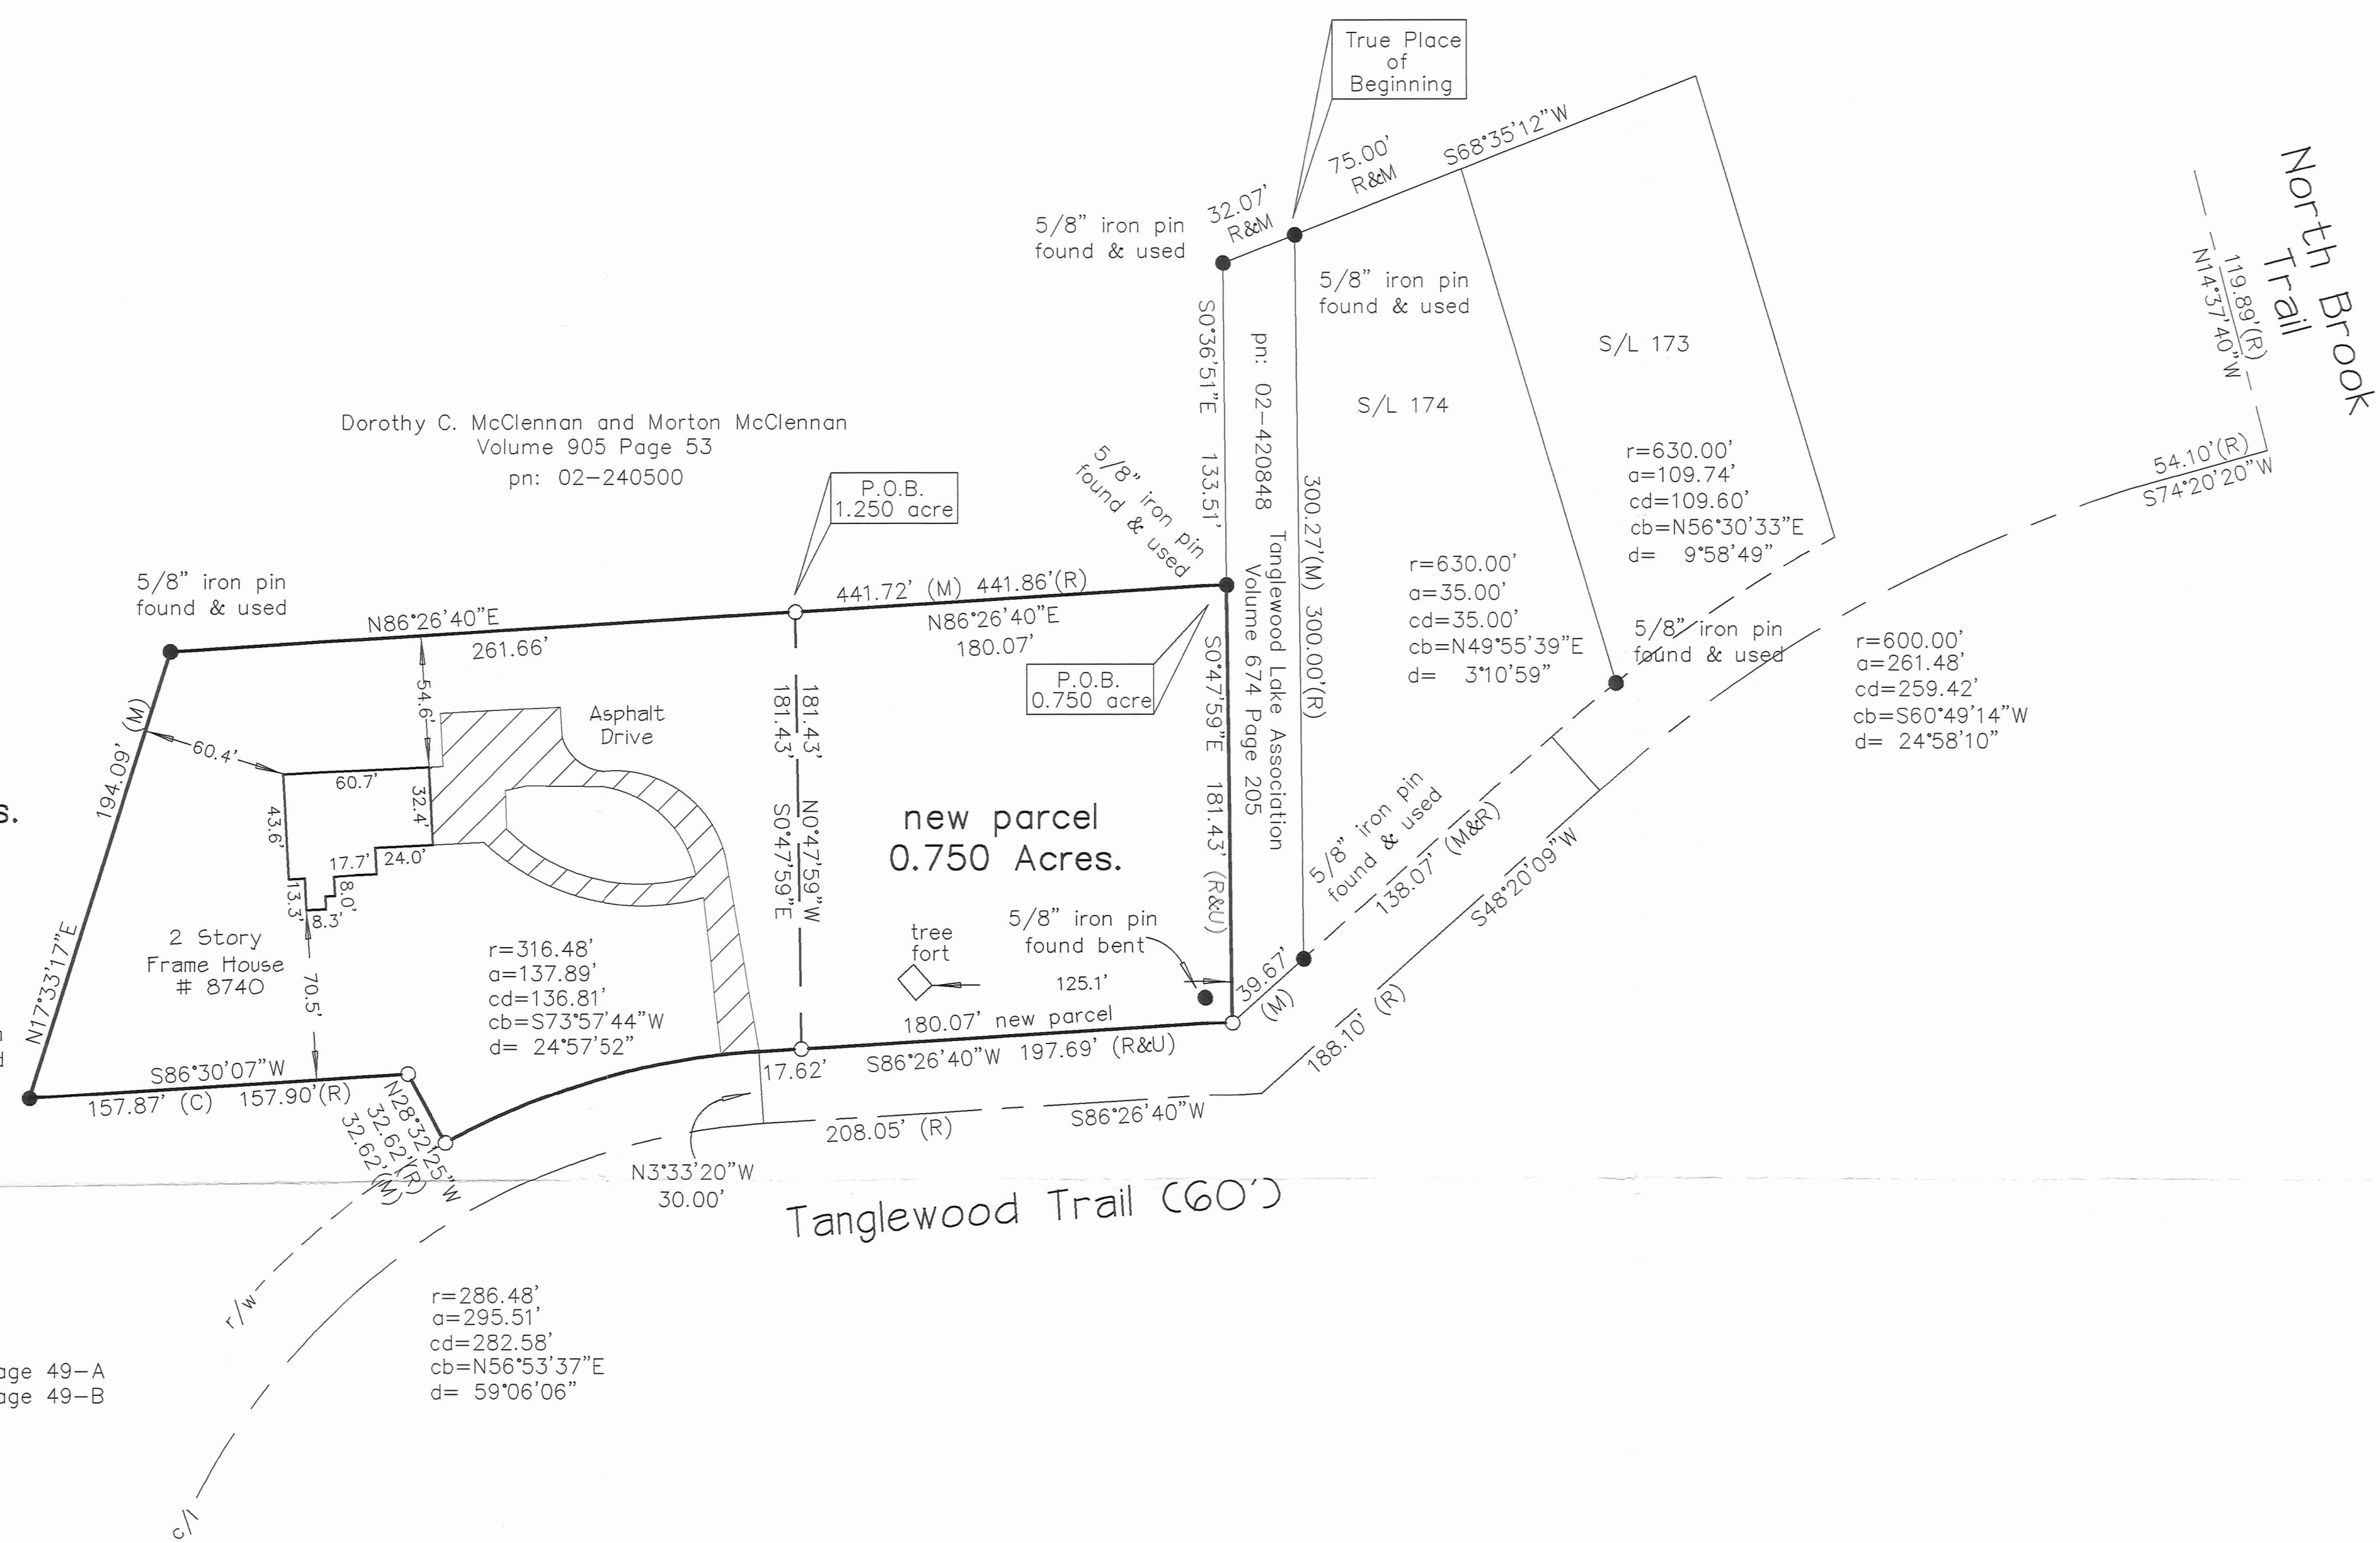 True Place
of
Beginning
S68°35'12"W
75.00'
R&M
32.07'
R&M
5/8" iron pin
found & used
5/8" iron pin
found & used
North Brook
Trail
119.89'(R)
N14°37'40"W
S/L 173
S/L 174
S0°36'51"E 133.51'
pn: 02-420848
Tanglewood Lake Association
Volume 674 Page 205
300.27'(M) 300.00'(R)
Dorothy C. McClennan and Morton McClennan
Volume 905 Page 53
pn: 02-240500
P.O.B.
1.250 acre
5/8" iron pin
found & used
r=630.00'
a=109.74'
cd=109.60'
cb=N56°30'33"E
d= 9°58'49"
54.10'(R)
S74°20'20"W
5/8" iron pin
found & used
N86°26'40"E
261.66'
441.72' (M) 441.86'(R)
N86°26'40"E
180.07'
P.O.B.
0.750 acre
r=630.00'
a=35.00'
cd=35.00'
cb=N49°55'39"E
d= 3°10'59"
5/8" iron pin
found & used
r=600.00'
a=261.48'
cd=259.42'
cb=S60°49'14"W
d= 24°58'10"
S0°47'59"E 181.43' (R&U)
194.09' (M)
N17°33'17"E
54.6'
60.4'
Asphalt
Drive
60.7'
32.4'
43.6'
17.7'
24.0'
13.3'
8.0'
8.3'
70.5'
181.43'
181.43'
N0°47'59"W
S0°47'59"E
new parcel
0.750 Acres.
s.
2 Story
Frame House
# 8740
r=316.48'
a=137.89'
cd=136.81'
cb=S73°57'44"W
d= 24°57'52"
tree
fort
5/8" iron pin
found bent
125.1'
5/8" iron pin
found & used
138.07' (M&R)
S48°20'09"W
39.67'
(M)
188.10' (R)
180.07' new parcel
S86°26'40"W 197.69' (R&U)
17.62'
S86°30'07"W
157.87' (C) 157.90'(R)
N28°32'25"W
32.62'(R)
32.62'(M)
208.05' (R)
S86°26'40"W
N3°33'20"W
30.00'
Tanglewood Trail (60')
r/w
r=286.48'
a=295.51'
cd=282.58'
cb=N56°53'37"E
d= 59°06'06"
age 49-A
age 49-B
c/l